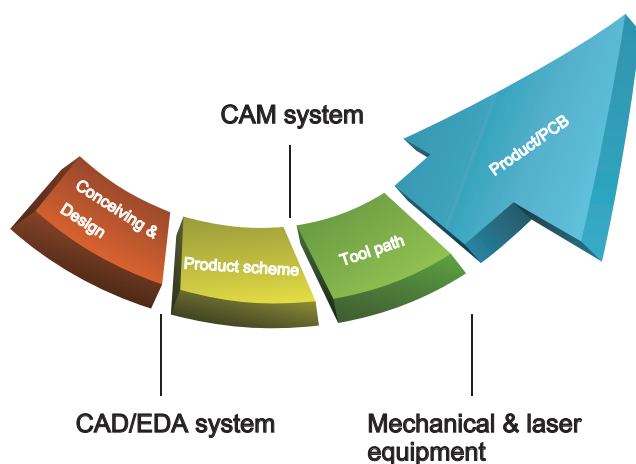 CAM system
Product/PCB
Conceiving &
Design
Product scheme
Tool path
CAD/EDA system
Mechanical & laser
equipment